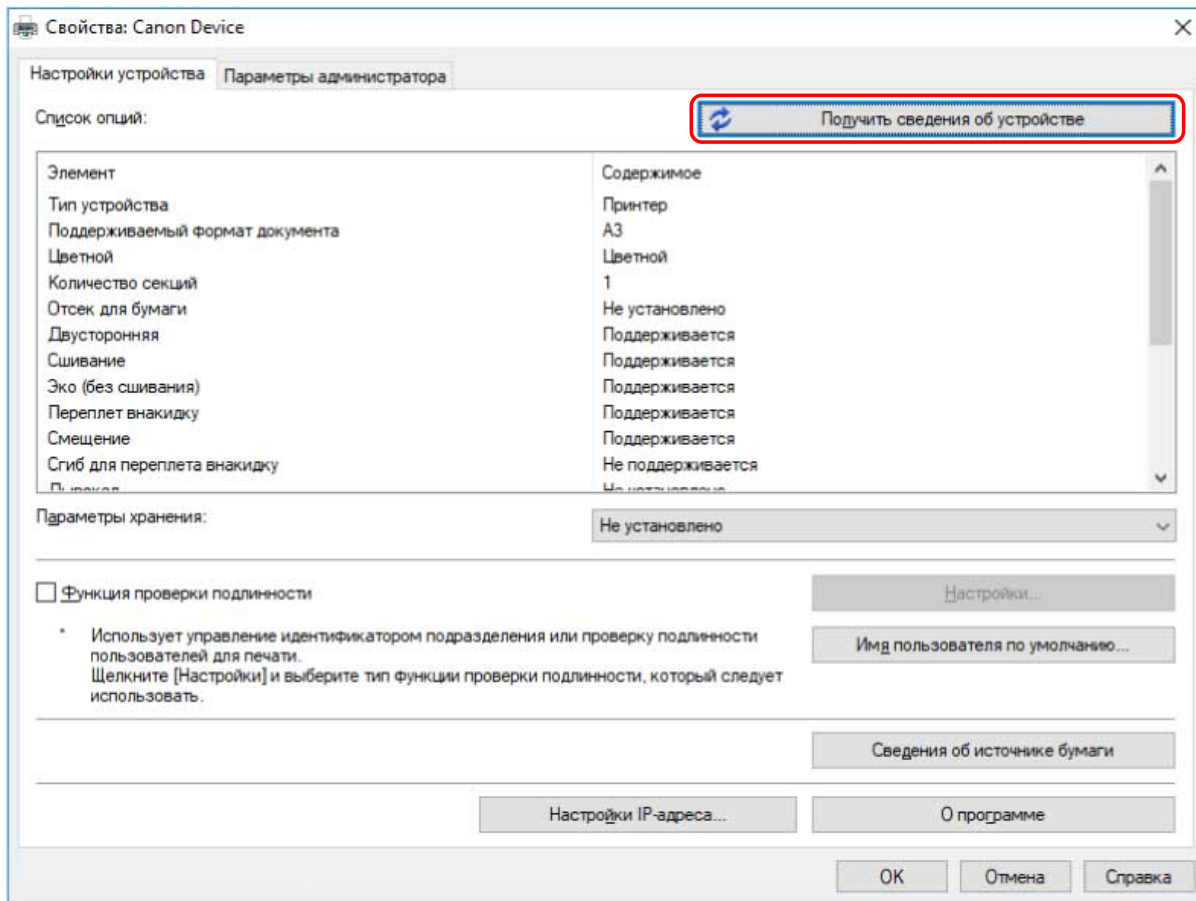 Свойства: Canon Device
Настройки устройства Параметры администратора
Список опций: Получить сведения об устройстве
Элемент Содержимое
Тип устройства Принтер
Поддерживаемый формат документа A3
Цветной Цветной
Количество секций 1
Отсек для бумаги Не установлено
Двусторонняя Поддерживается
Сшивание Поддерживается
Эко (без сшивания) Поддерживается
Переплет внакидку Поддерживается
Смещение Поддерживается
Сгиб для переплета внакидку Не поддерживается
Параметры хранения: Не установлено
Функция проверки подлинности Настройки...
* Использует управление идентификатором подразделения или проверку подлинности
пользователей для печати. Имя пользователя по умолчанию...
Щелкните [Настройки] и выберите тип функции проверки подлинности, который следует
использовать.
Сведения об источнике бумаги
Настройки IP-адреса... О программе
OK Отмена Справка